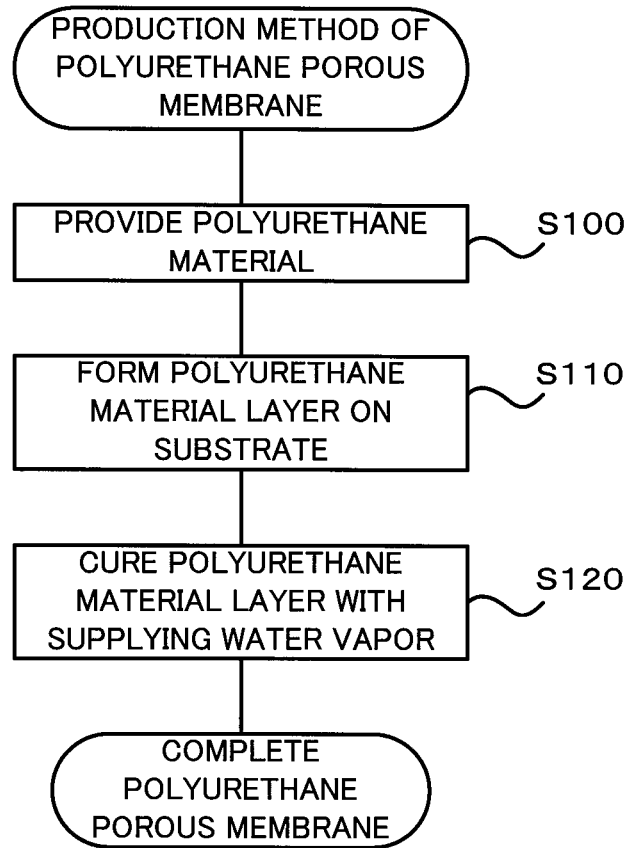 PRODUCTION METHOD OF
POLYURETHANE POROUS
MEMBRANE
PROVIDE POLYURETHANE
MATERIAL
S100
FORM POLYURETHANE
MATERIAL LAYER ON
SUBSTRATE
S110
CURE POLYURETHANE
MATERIAL LAYER WITH
SUPPLYING WATER VAPOR
S120
COMPLETE
POLYURETHANE
POROUS MEMBRANE